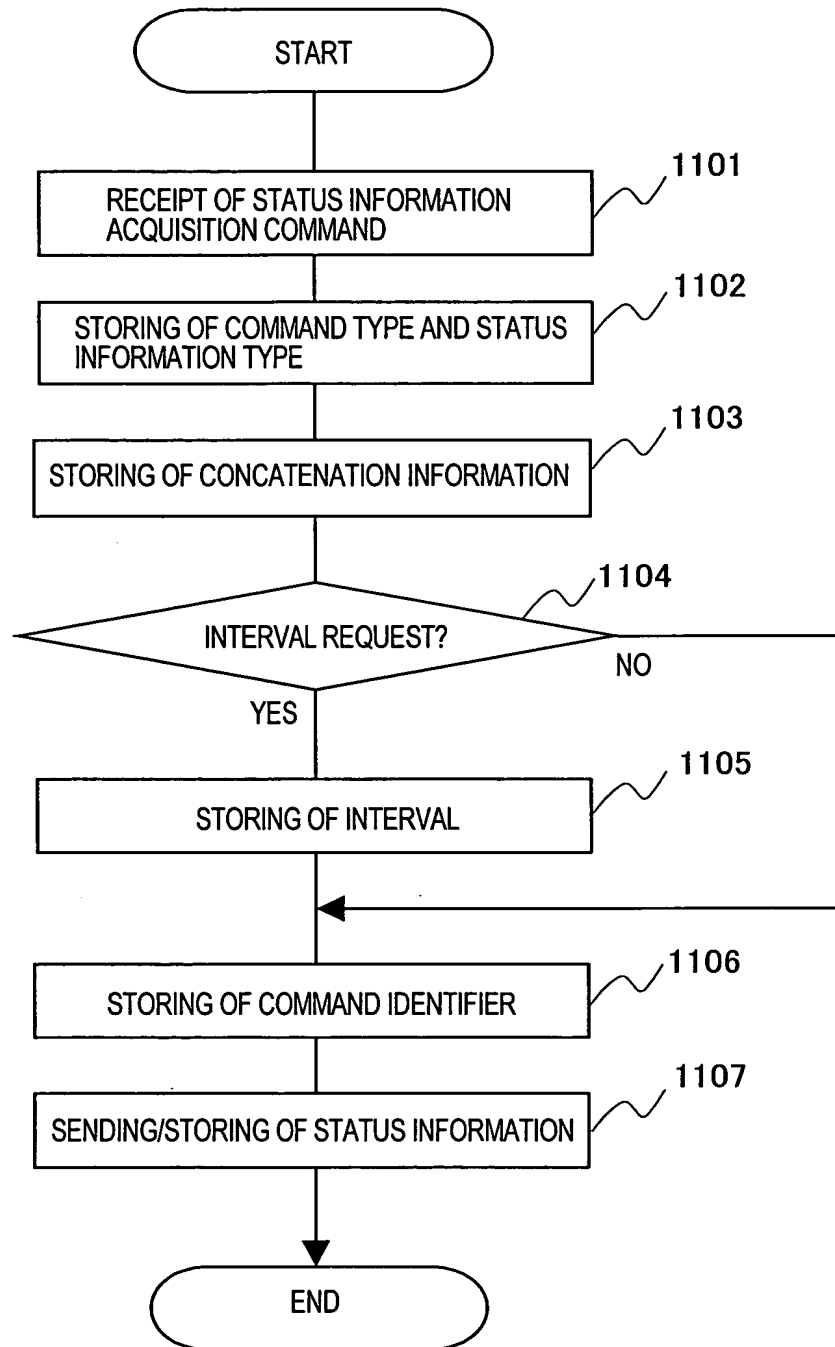 START
1101
RECEIPT OF STATUS INFORMATION
ACQUISITION COMMAND
1102
STORING OF COMMAND TYPE AND STATUS
INFORMATION TYPE
1103
STORING OF CONCATENATION INFORMATION
1104
INTERVAL REQUEST?
NO
YES
1105
STORING OF INTERVAL
1106
STORING OF COMMAND IDENTIFIER
1107
SENDING/STORING OF STATUS INFORMATION
END